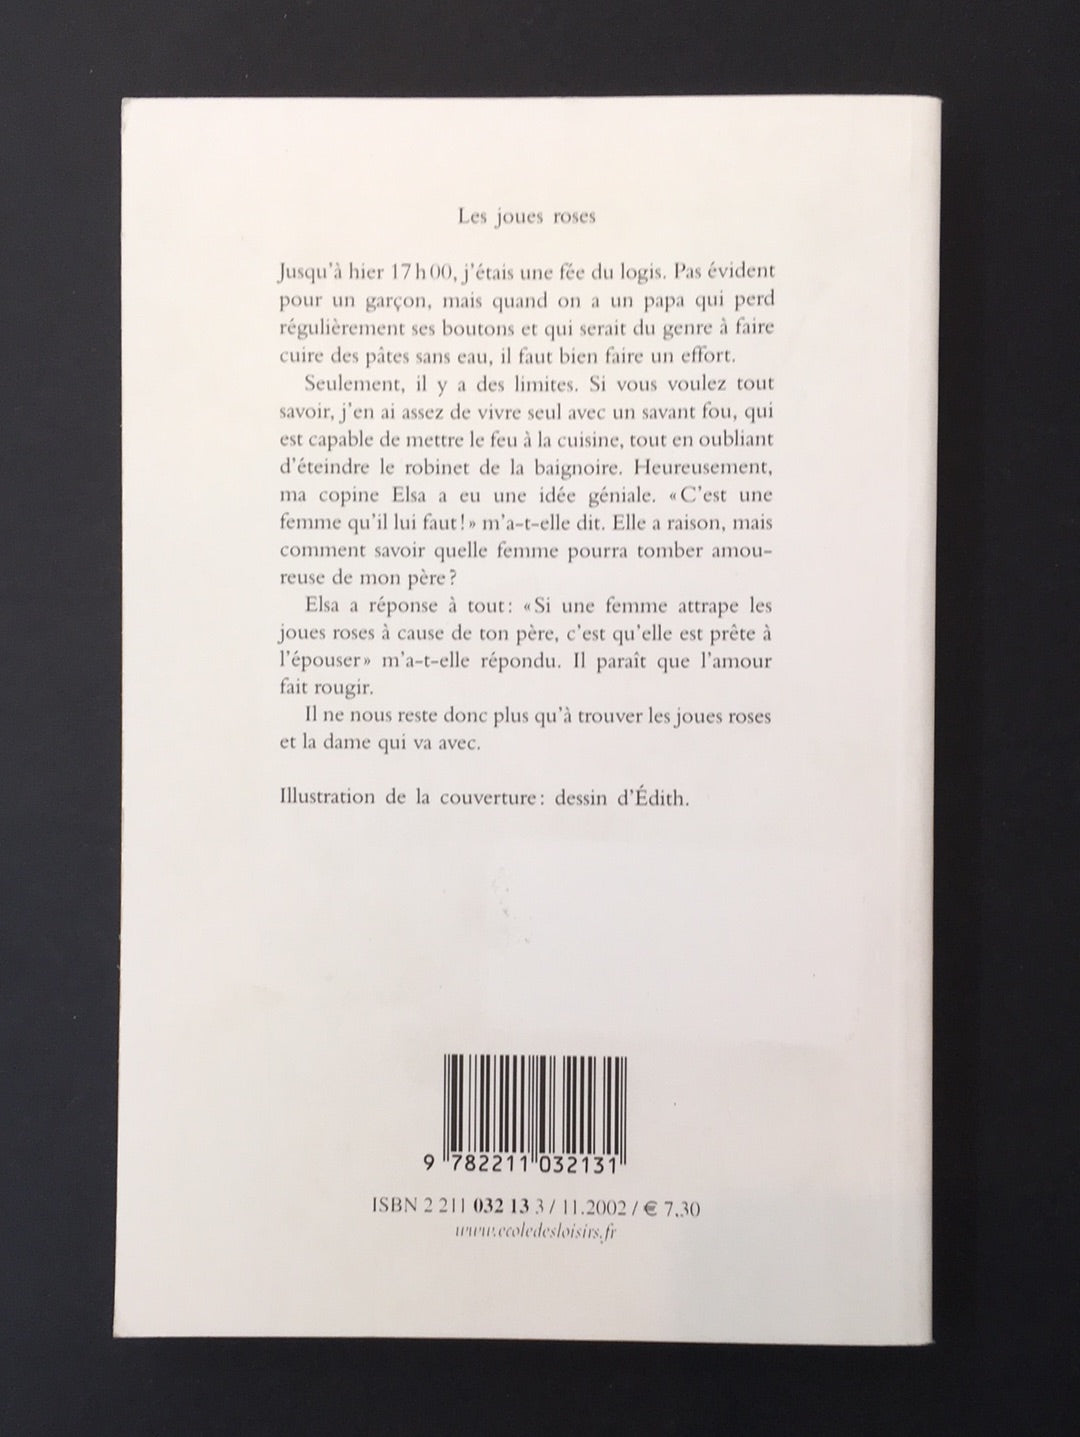 Les joues roses
Jusqu'à hier 17h00, j'étais une fée du logis. Pas évident
pour un garçon, mais quand on a un papa qui perd
régulièrement ses boutons et qui serait du genre à faire
cuire des pâtes sans eau, il faut bien faire un effort.
Seulement, il y a des limites. Si vous voulez tout
savoir, j'en ai assez de vivre seul avec un savant fou, qui
est capable de mettre le feu à la cuisine, tout en oubliant
d'éteindre le robinet de la baignoire. Heureusement,
ma copine Elsa a eu une idée géniale. «C'est une
femme qu'il lui faut!» m'a-t-elle dit. Elle a raison, mais
comment savoir quelle femme pourra tomber amou-
reuse de mon père?
Elsa a réponse à tout: «Si une femme attrape les
joues roses à cause de ton père, c'est qu'elle est prête à
l'épouser» m'a-t-elle répondu. Il paraît que l'amour
fait rougir.
Il ne nous reste donc plus qu'à trouver les joues roses
et la dame qui va avec.
Illustration de la couverture: dessin d'Édith.
9 782211 032131
ISBN 2 211 032 13 3 / 11.2002 / € 7.30
www.ecoledesloisirs.fr